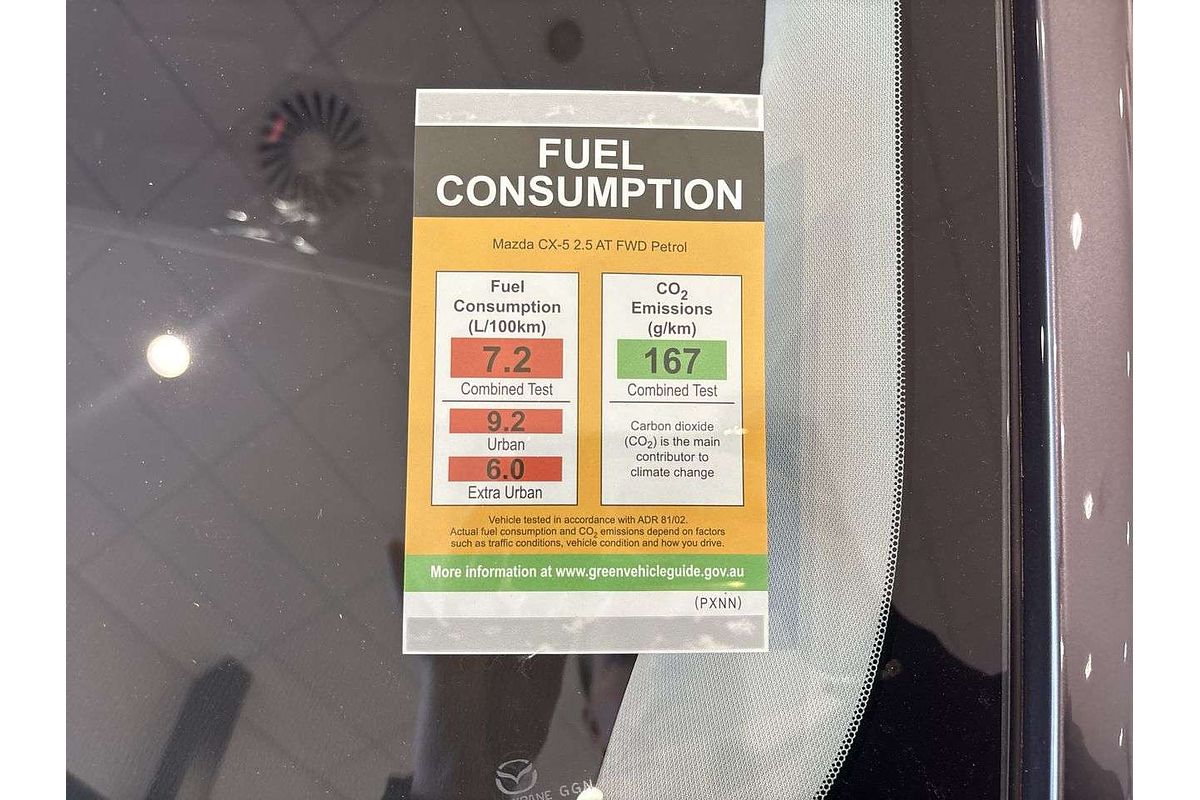 FUEL
CONSUMPTION
Mazda CX-5 2.5 AT FWD Petrol
Fuel
Consumption
(L/100km)
7.2
Combined Test
9.2
Urban
6.0
Extra Urban
CO2
Emissions
(g/km)
167
Combined Test
Carbon dioxide
(CO2) is the main
contributor to
climate change
Vehicle tested in accordance with ADR 81/02.
Actual fuel consumption and CO2 emissions depend on factors
such as traffic conditions, vehicle condition and how you drive.
More information at www.greenvehicleguide.gov.au
(PXNN)
GGN